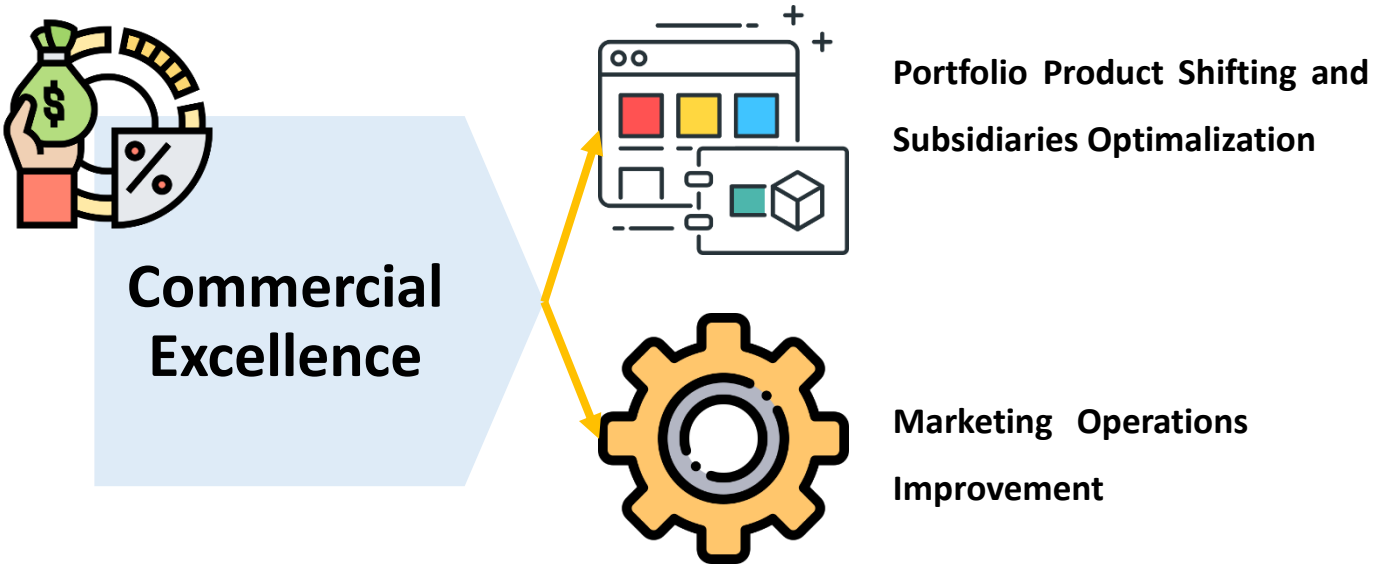 $
%
Commercial
Excellence
Portfolio Product Shifting and
Subsidiaries Optimalization
Marketing Operations
Improvement